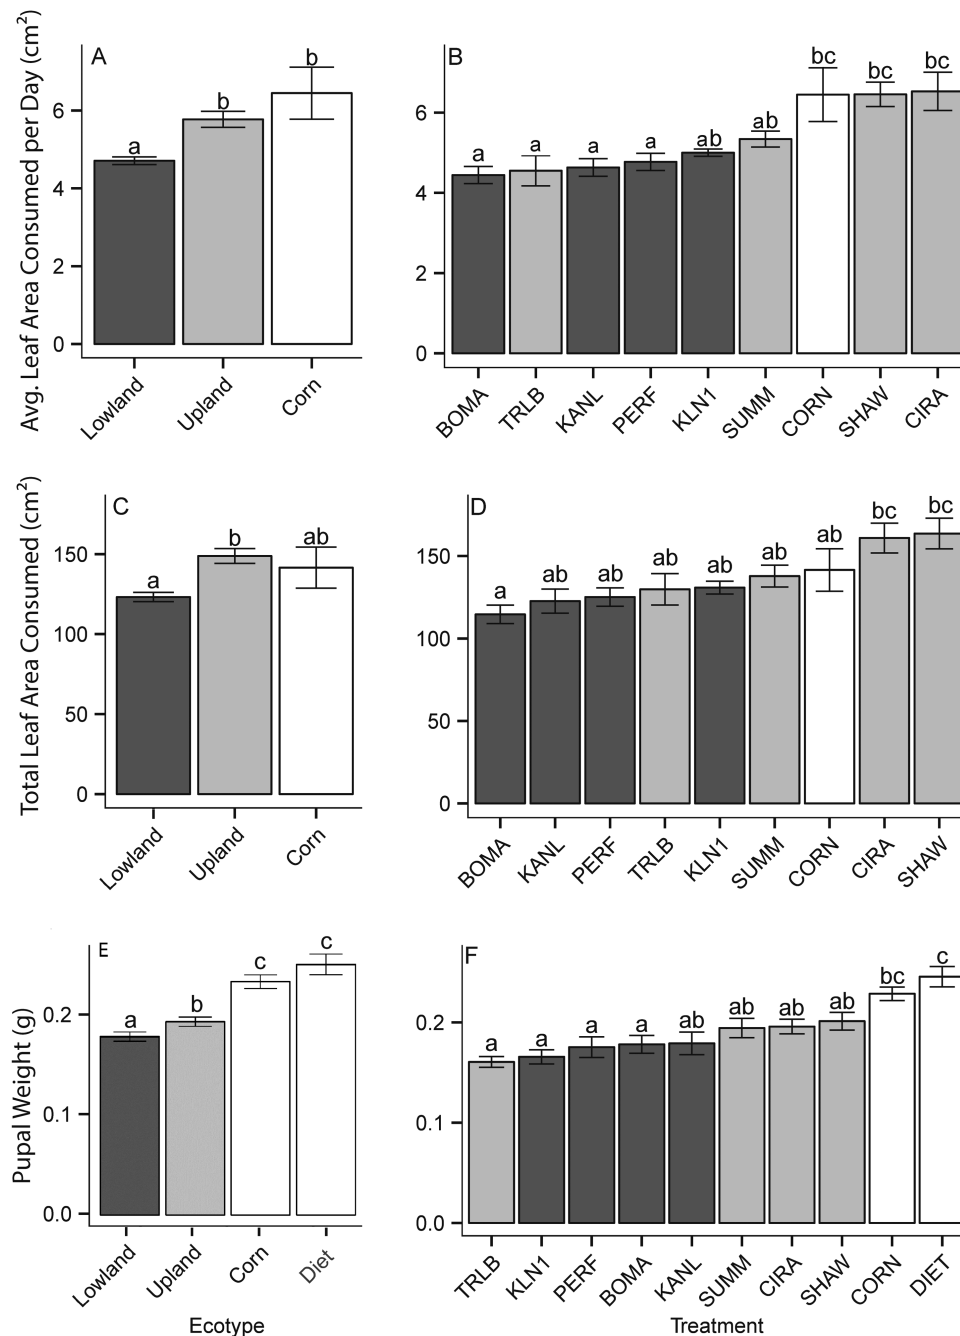 A
Avg. Leaf Area Consumed per Day (cm²)
6
4
2
0
a
b
b
Lowland
Upland
Corn
B
6
4
2
0
a
a
a
a
ab
ab
bc
bc
bc
BOMA
TRLB
KANL
PERF
KLN1
SUMM
CORN
SHAW
CIRA
C
Total Leaf Area Consumed (cm²)
150
100
50
0
a
b
ab
Lowland
Upland
Corn
D
150
100
50
0
a
ab
ab
ab
ab
ab
ab
bc
bc
BOMA
KANL
PERF
TRLB
KLN1
SUMM
CORN
CIRA
SHAW
E
Pupal Weight (g)
0.2
0.1
0.0
a
b
c
c
Lowland
Upland
Corn
Diet
Ecotype
F
0.2
0.1
0.0
a
a
a
a
ab
ab
ab
ab
bc
c
TRLB
KLN1
PERF
BOMA
KANL
SUMM
CIRA
SHAW
CORN
DIET
Treatment